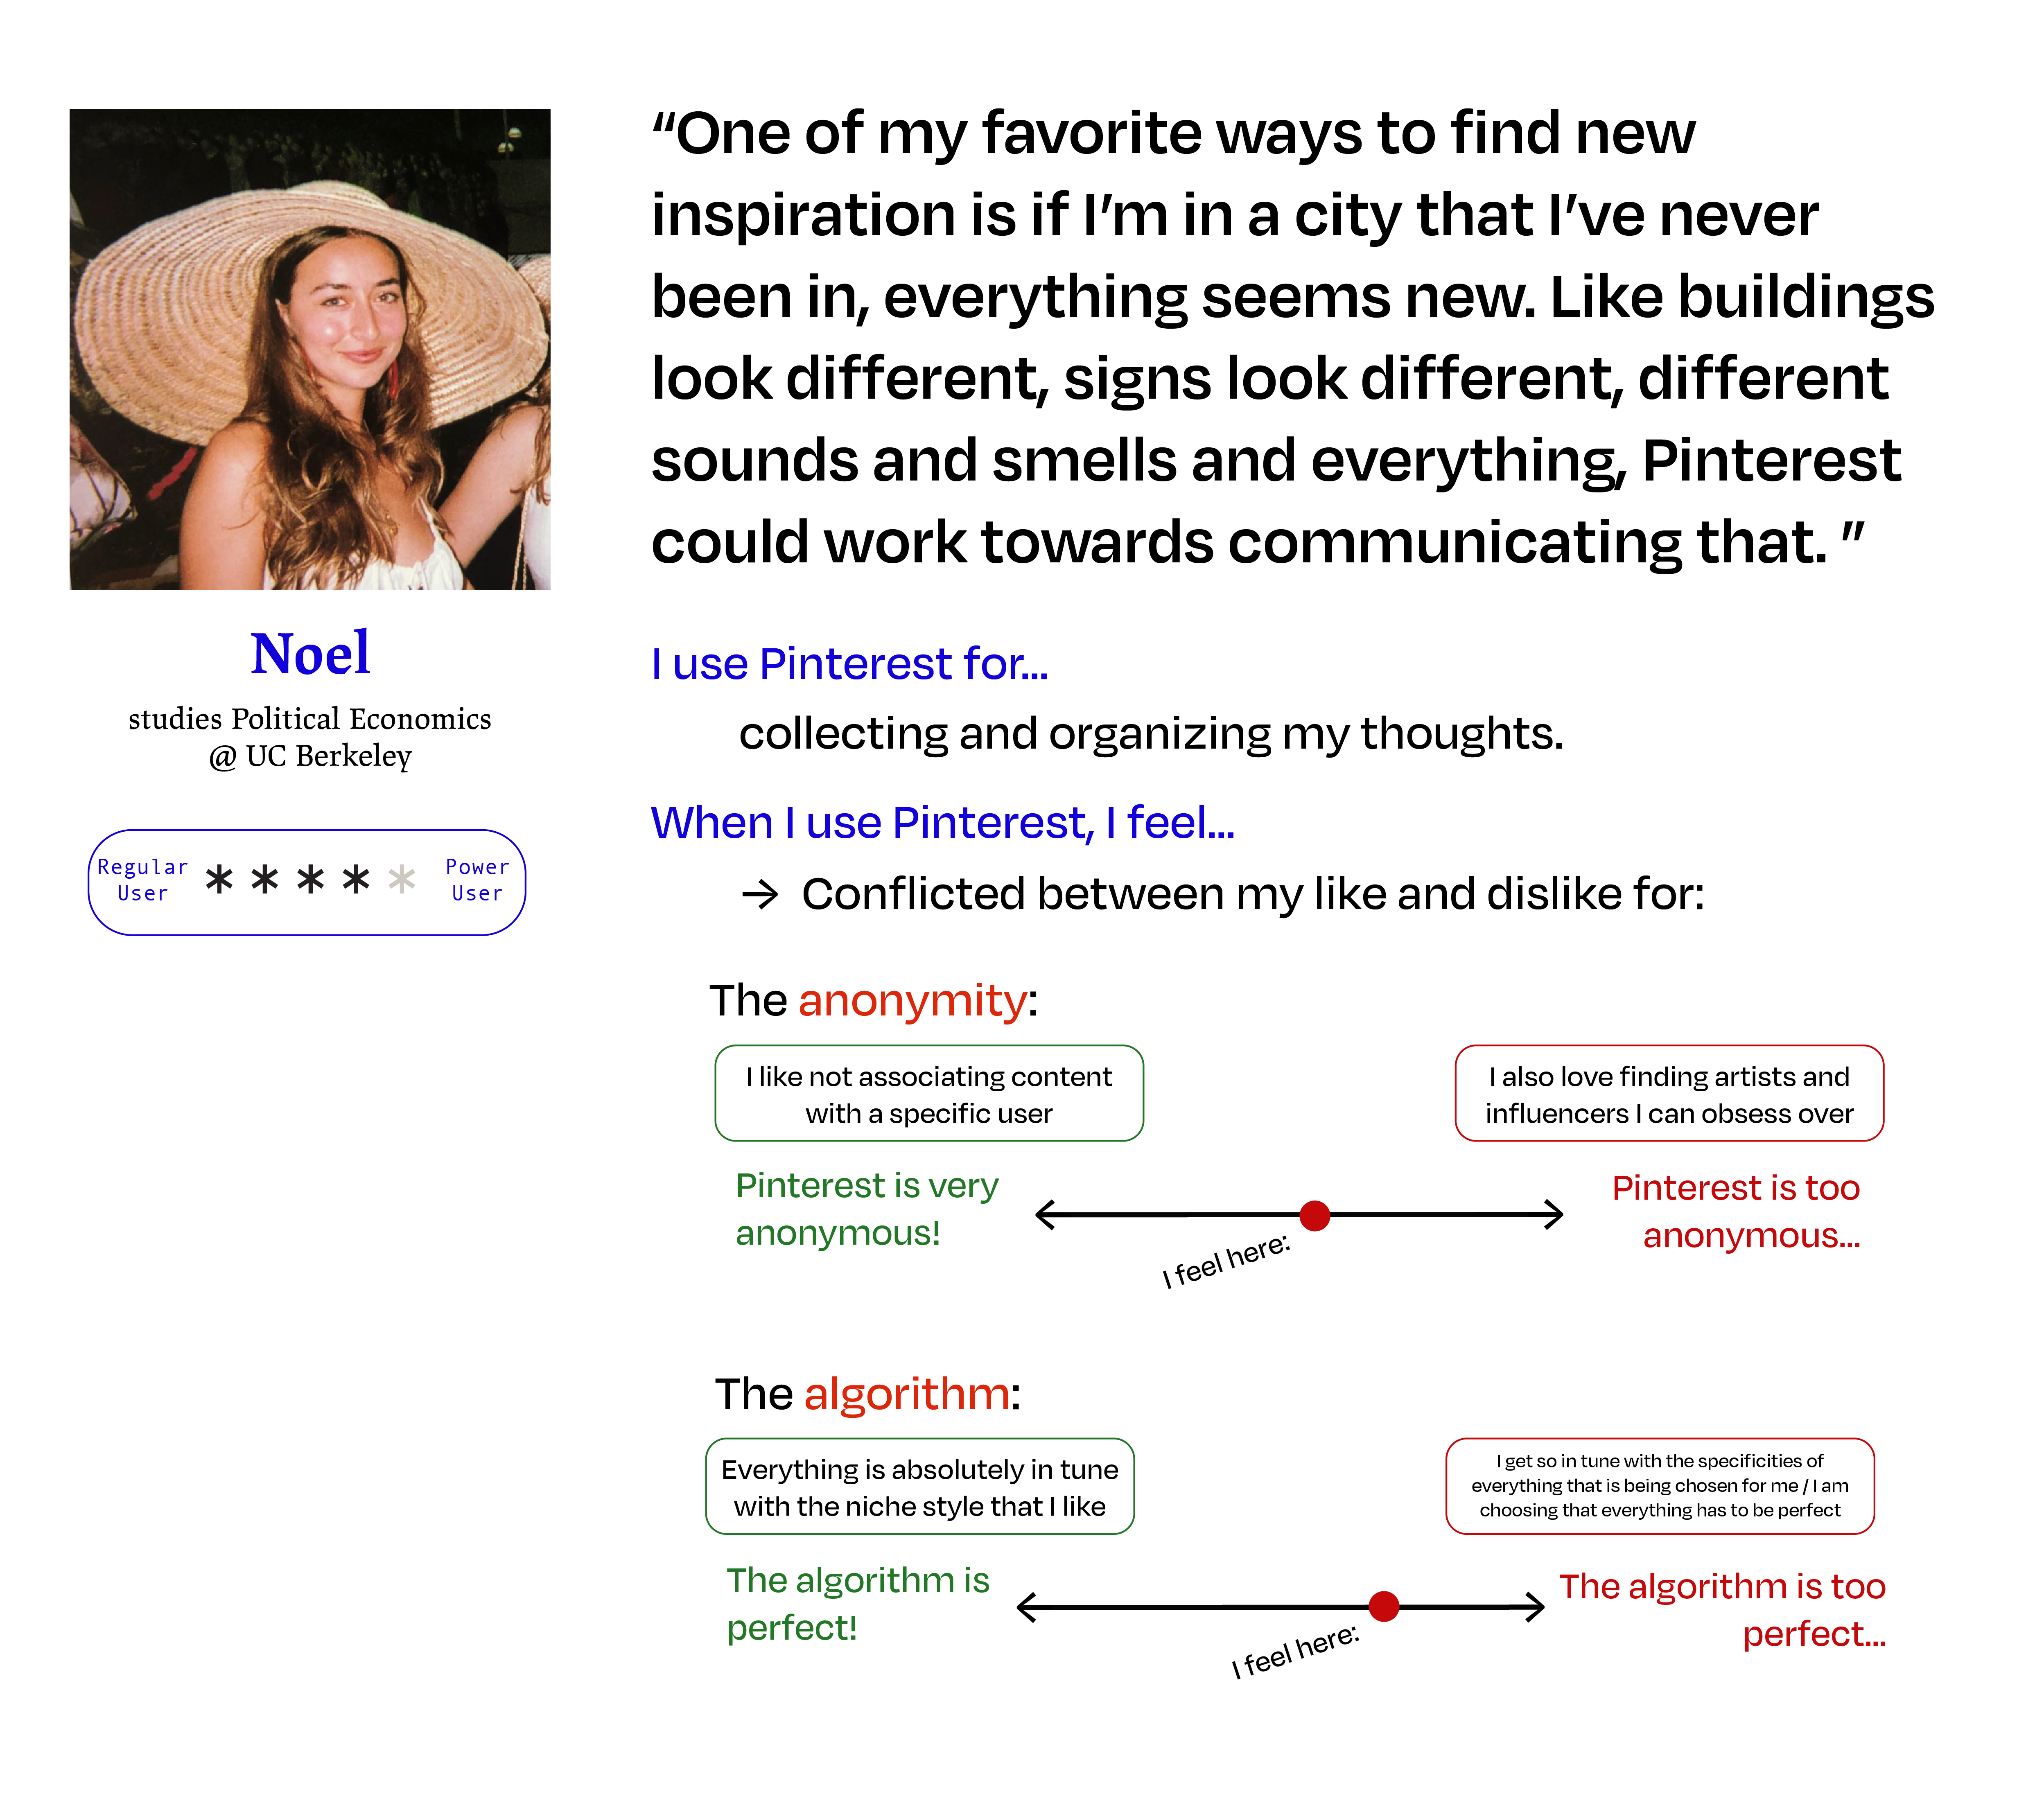 “One of my favorite ways to find new
inspiration is if I’m in a city that I’ve never
been in, everything seems new. Like buildings
look different, signs look different, different
sounds and smells and everything, Pinterest
could work towards communicating that. ”
Noel
studies Political Economics
@ UC Berkeley
Regular
User
* * * * *
Power
User
I use Pinterest for...
collecting and organizing my thoughts.
When I use Pinterest, I feel...
→ Conflicted between my like and dislike for:
The anonymity:
I like not associating content
with a specific user
I also love finding artists and
influencers I can obsess over
Pinterest is very
anonymous!
Pinterest is too
anonymous...
I feel here:
The algorithm:
Everything is absolutely in tune
with the niche style that I like
I get so in tune with the specificities of
everything that is being chosen for me / I am
choosing that everything has to be perfect
The algorithm is
perfect!
The algorithm is too
perfect...
I feel here: